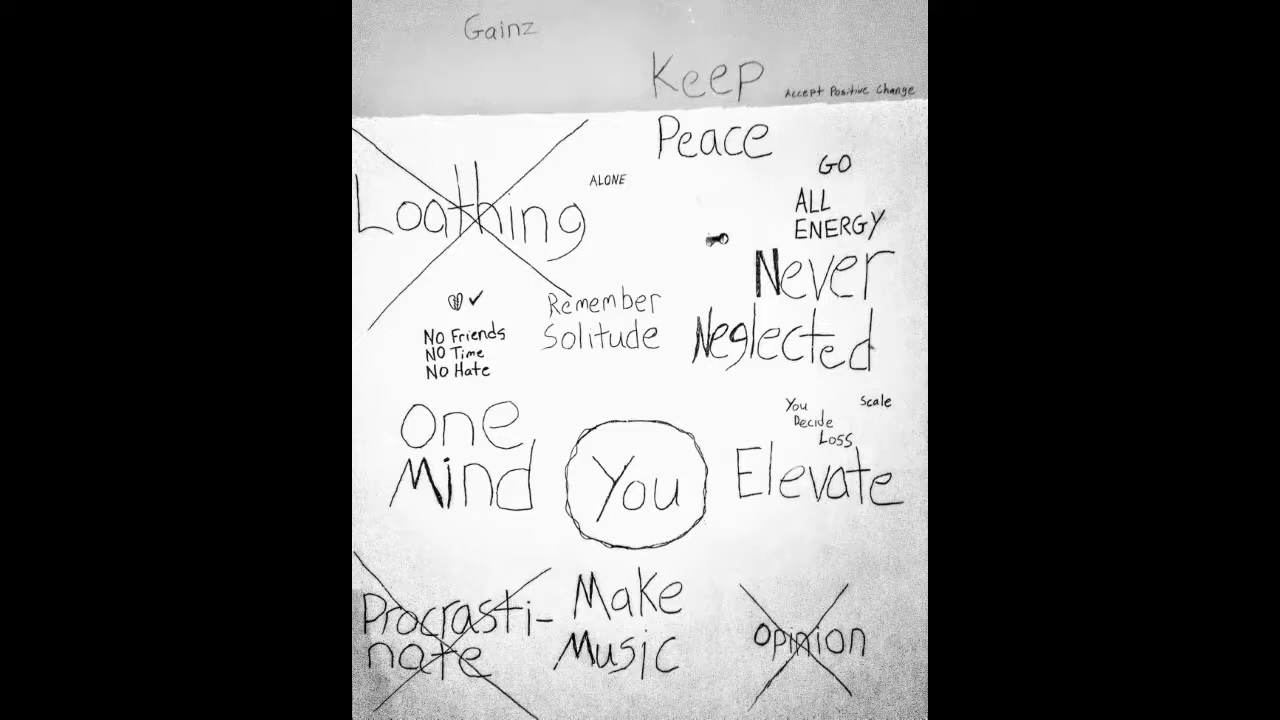 Gainz
Keep
Accept Positive Change
Peace
GO
ALONE
ALL
ENERGY
Loathing
Never
Remember
Solitude
Neglected
No Friends
NO Time
NO Hate
You
Decide
Loss
Scale
One
Mind
You
Elevate
Make
Music
Procrasti-
nate
Opinion